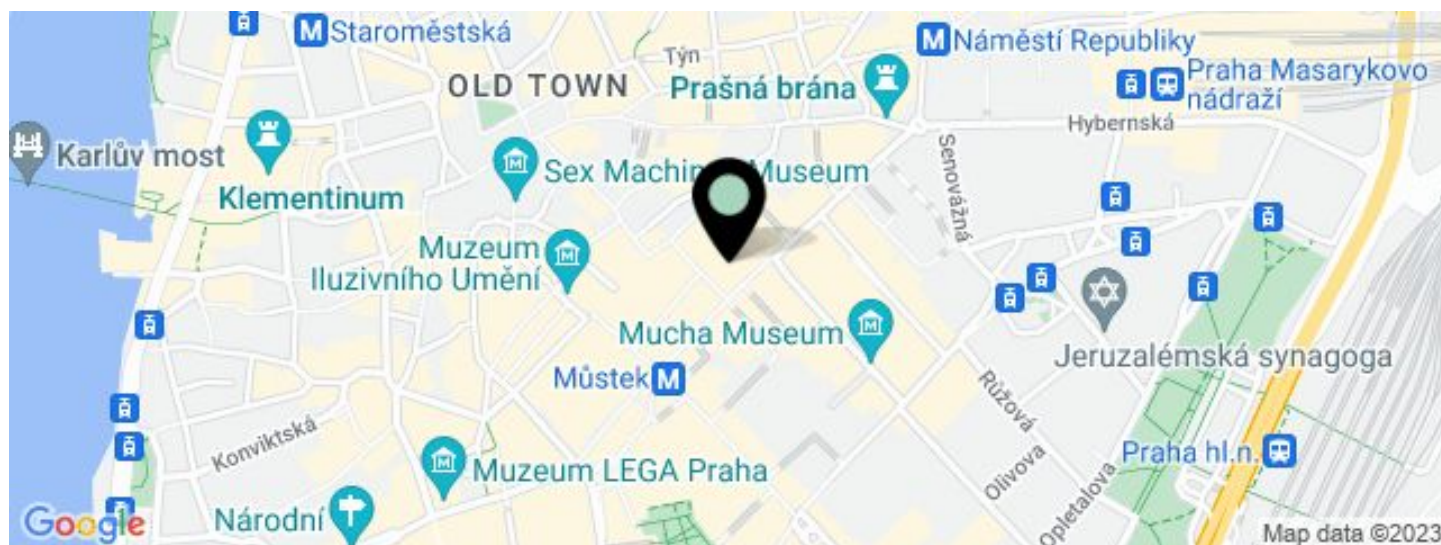 M Staroměstská
M Náměstí Republiky
Týn
OLD TOWN
Prašná brána
Praha Masarykovo
nádraží
Hybernská
Karlův most
Klementinum
Sex Machin Museum
Senovážná
Muzeum
Iluzivního Umění
Mucha Museum
Jeruzalémská synagoga
Můstek M
Růžová
Konviktská
Muzeum LEGA Praha
Olivova
Opletalova
Praha hl.n.
Národní
Google
Map data ©2023